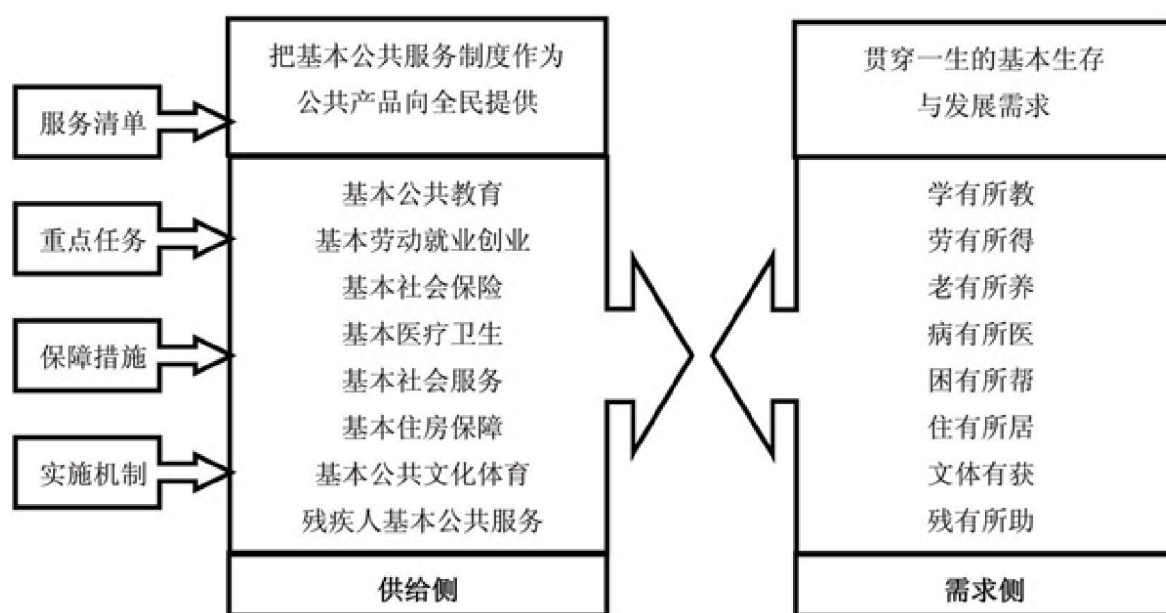 服务清单
重点任务
保障措施
实施机制
把基本公共服务制度作为
公共产品向全民提供
基本公共教育
基本劳动就业创业
基本社会保险
基本医疗卫生
基本社会服务
基本住房保障
基本公共文化体育
残疾人基本公共服务
供给侧
贯穿一生的基本生存
与发展需求
学有所教
劳有所得
老有所养
病有所医
困有所帮
住有所居
文体有获
残有所助
需求侧